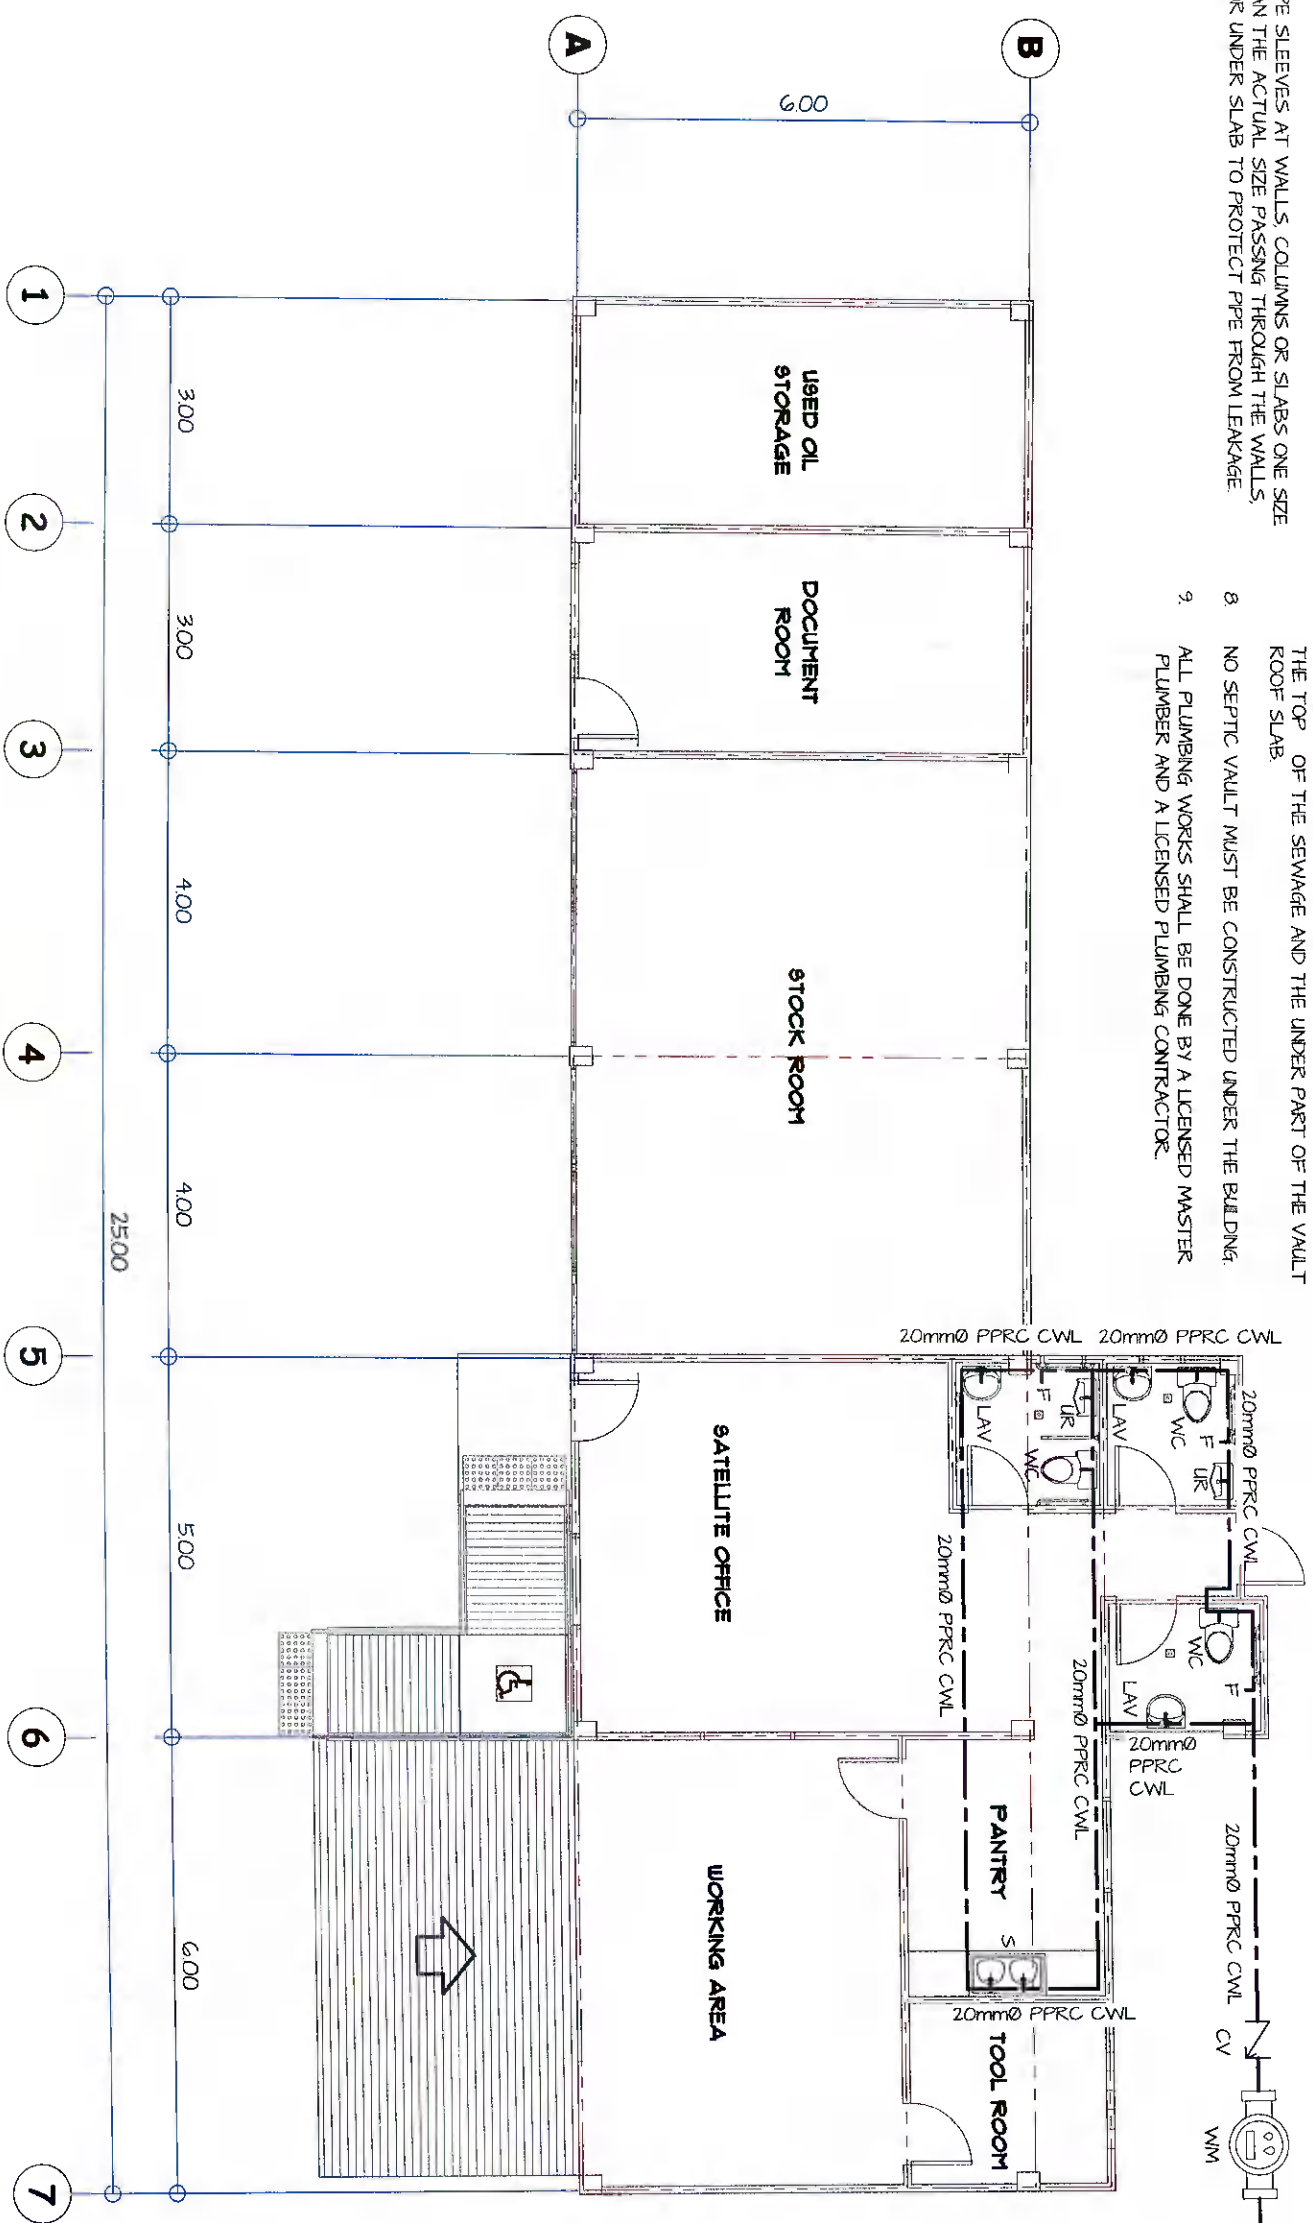 PE SLEEVES AT WALLS, COLUMNS OR SLABS ONE SIZE
AN THE ACTUAL SIZE PASSING THROUGH THE WALLS,
OR UNDER SLAB TO PROTECT PIPE FROM LEAKAGE.
THE TOP OF THE SEWAGE AND THE UNDER PART OF THE VAULT
ROOF SLAB.
8. NO SEPTIC VAULT MUST BE CONSTRUCTED UNDER THE BUILDING.
9. ALL PLUMBING WORKS SHALL BE DONE BY A LICENSED MASTER
PLUMBER AND A LICENSED PLUMBING CONTRACTOR.
B
A
6.00
USED OIL
STORAGE
DOCUMENT
ROOM
STOCK ROOM
SATELLITE OFFICE
WORKING AREA
PANTRY
S
TOOL ROOM
20mmØ PPRC CWL
20mmØ PPRC CWL
20mmØ PPRC CWL
LAV
F
UR
WC
LAV
WC
F
UR
WC
F
LAV
20mmØ PPRC CWL
20mmØ PPRC CWL
20mmØ
PPRC
CWL
20mmØ PPRC CWL
20mmØ PPRC CWL
CV
WM
3.00
3.00
4.00
4.00
5.00
6.00
25.00
1
2
3
4
5
6
7